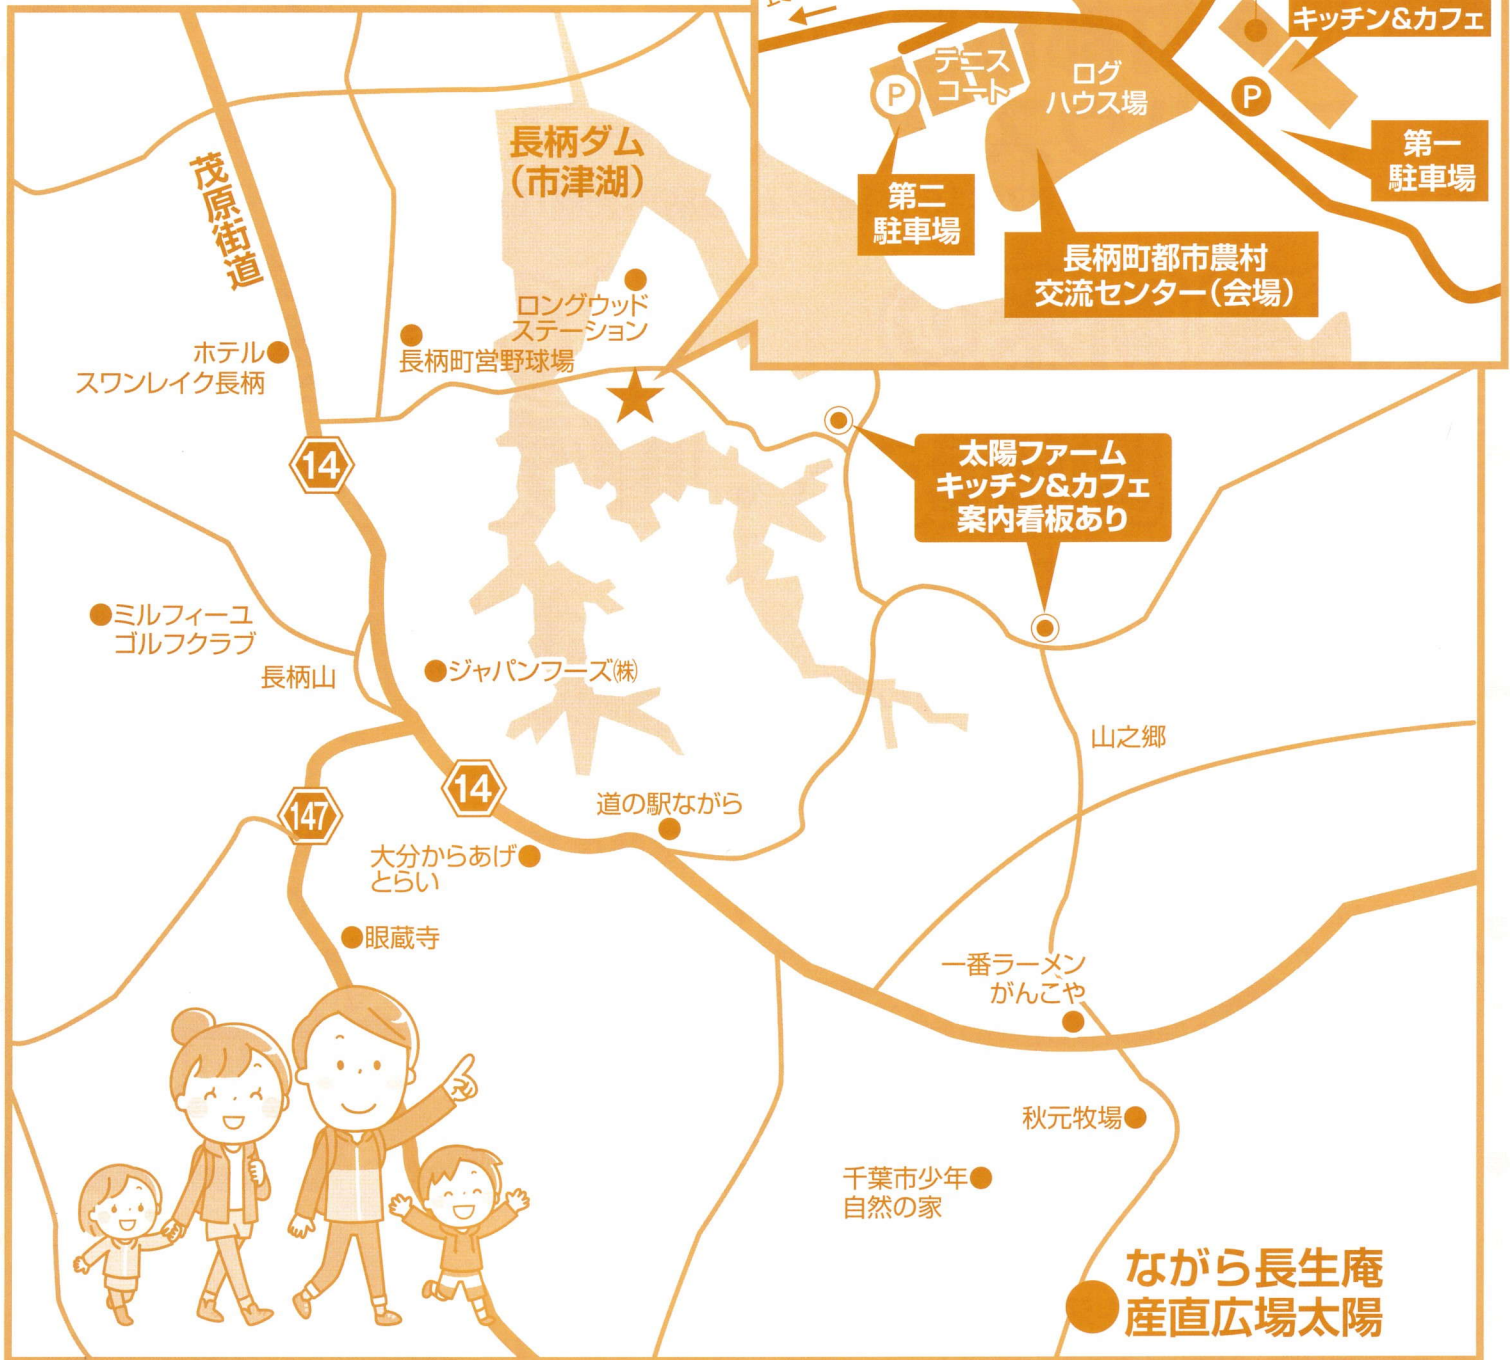 キッチン&カフェ
テニス
コート
ログ
ハウス場
P
P
第一
駐車場
第二
駐車場
長柄町都市農村
交流センター(会場)
長柄ダム
(市津湖)
茂原街道
ロングウッド
ステーション
長柄町営野球場
ホテル
スワンレイク長柄
14
太陽ファーム
キッチン&カフェ
案内看板あり
ミルフィーユ
ゴルフクラブ
長柄山
ジャパンフーズ㈱
山之郷
14
147
道の駅ながら
大分からあげ
とらい
眼蔵寺
一番ラーメン
がんこや
秋元牧場
千葉市少年
自然の家
ながら長生庵
産直広場太陽